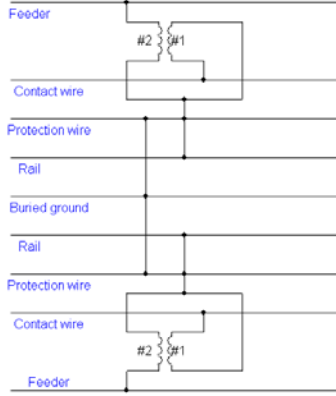 Feeder
#2 #1
Contact wire
Protection wire
Rail
Buried ground
Rail
Protection wire
Contact wire
#2 #1
Feeder